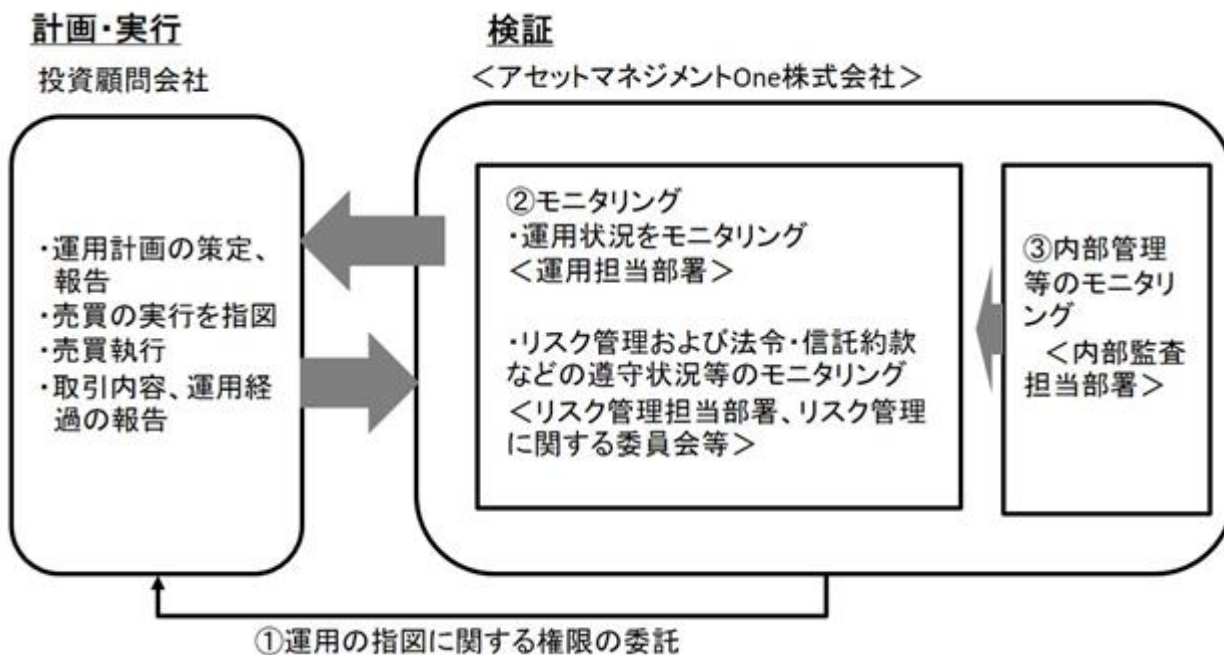 計画・実行
投資顧問会社
・運用計画の策定、
報告
・売買の実行を指図
・売買執行
・取引内容、運用経
過の報告
検証
＜アセットマネジメントOne株式会社＞
②モニタリング
・運用状況をモニタリング
＜運用担当部署＞
・リスク管理および法令・信託約款
などの遵守状況等のモニタリング
＜リスク管理担当部署、リスク管理
に関する委員会等＞
③内部管理
等のモニタリ
ング
＜内部監査
担当部署＞
①運用の指図に関する権限の委託